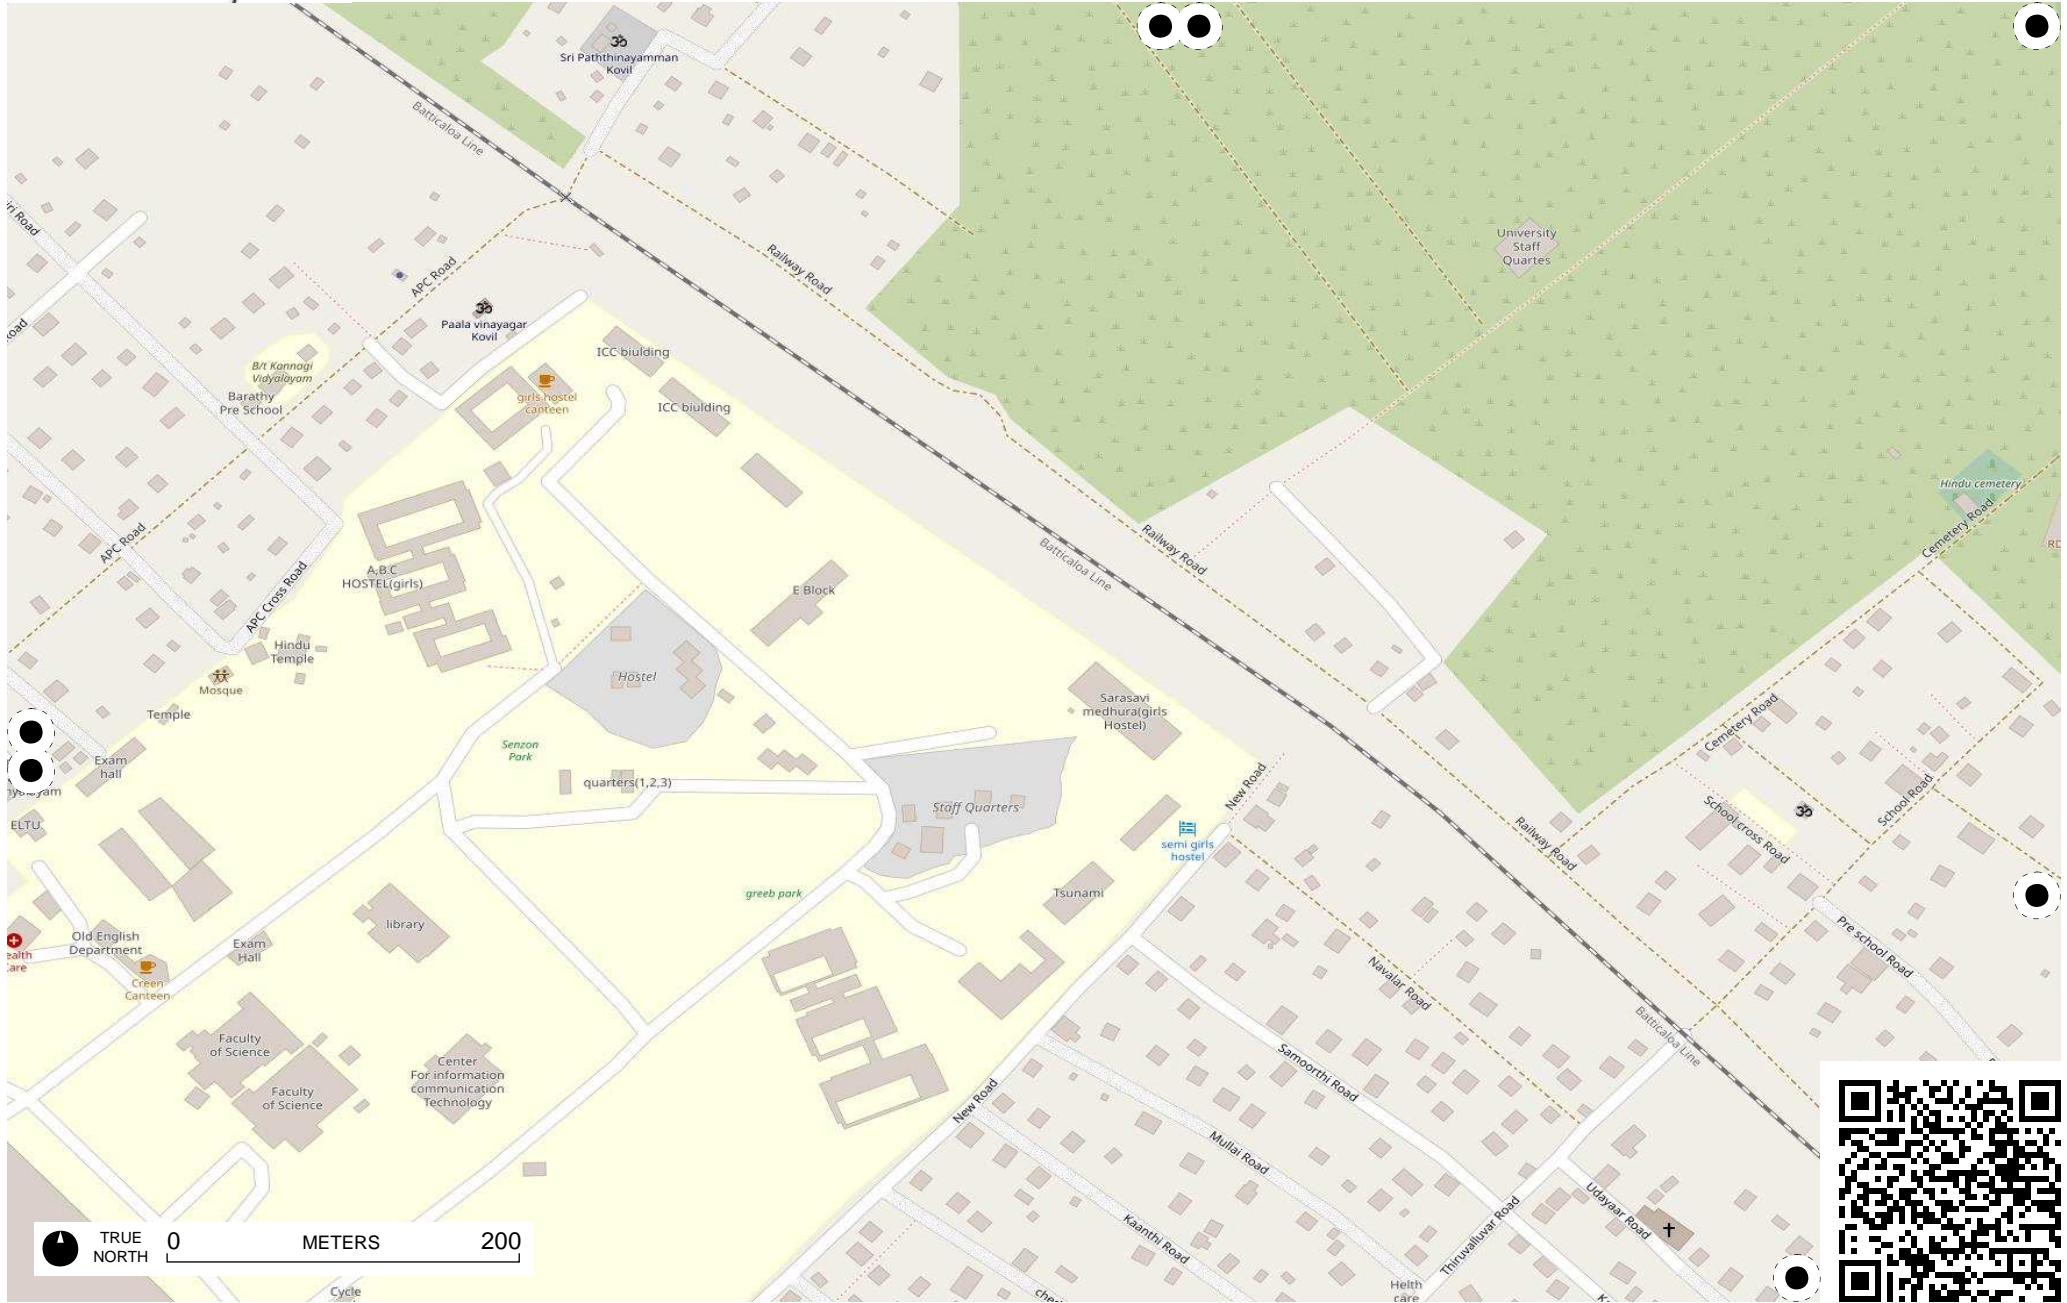 Sri Paththinayamman
Kovil
Batticaloa Line
Railway Road
University
Staff
Quartes
APC Road
Paala vinayagar
Kovil
ICC biulding
B/t Kannagi
Vidyalayam
Barathy
Pre School
girls hostel
canteen
ICC biulding
Hindu cemetery
Cemetery Road
APC Road
APC Cross Road
A,B,C
HOSTEL(girls)
E Block
Batticaloa Line
Railway Road
Hindu
Temple
Mosque
Temple
Hostel
Sarasavi
medhura(girls
Hostel)
Senzon
Park
Exam
hall
quarters(1,2,3)
Staff Quarters
New Road
Cemetery Road
School Road
School cross Road
Railway Road
ELTU
semi girls
hostel
Tsunami
greeb park
library
Old English
Department
Exam
Hall
Creen
Canteen
Pre school Road
Navalar Road
Batticaloa Line
Faculty
of Science
Faculty
of Science
Center
For information
communication
Technology
Samoorthi Road
New Road
Mullai Road
Kaanthi Road
Thiruvalluvar Road
Udayaar Road
TRUE
NORTH
0 METERS 200
Cycle
Helth
care